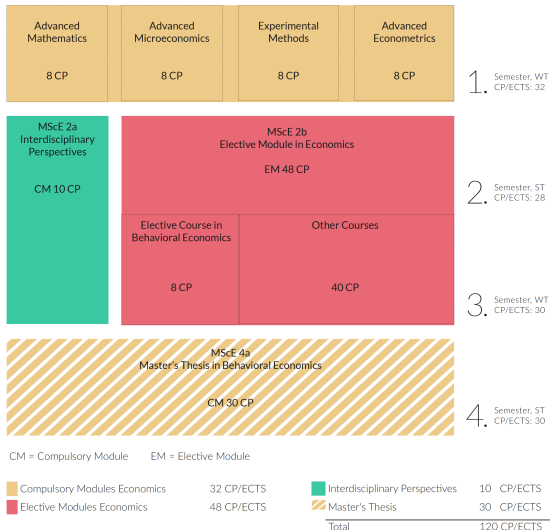 Advanced
Mathematics
8 CP
Advanced
Microeconomics
8 CP
Experimental
Methods
8 CP
Advanced
Econometrics
8 CP
1. Semester, WT
CP/ECTS: 32
MScE 2a
Interdisciplinary
Perspectives
CM 10 CP
MScE 2b
Elective Module in Economics
EM 48 CP
2. Semester, ST
CP/ECTS: 28
Elective Course in
Behavioral Economics
8 CP
Other Courses
40 CP
3. Semester, WT
CP/ECTS: 30
MScE 4a
Master's Thesis in Behavioral Economics
CM 30 CP
4. Semester, ST
CP/ECTS: 30
CM = Compulsory Module EM = Elective Module
Compulsory Modules Economics 32 CP/ECTS
Elective Modules Economics 48 CP/ECTS
Interdisciplinary Perspectives 10 CP/ECTS
Master's Thesis 30 CP/ECTS
Total 120 CP/ECTS